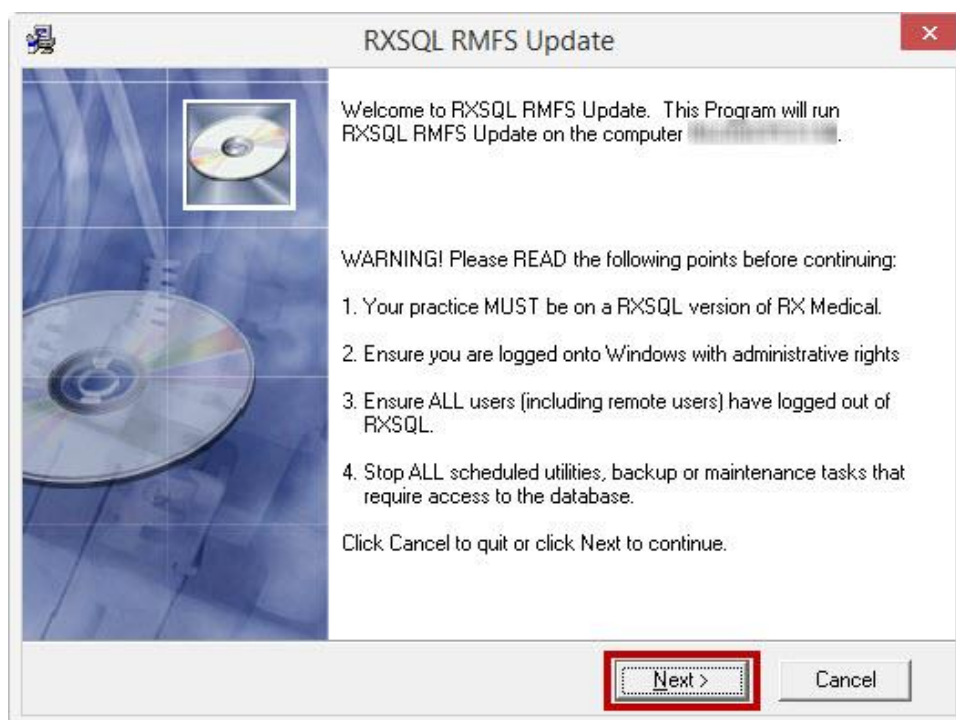 RXSQL RMFS Update
Welcome to RXSQL RMFS Update. This Program will run
RXSQL RMFS Update on the computer .
WARNING! Please READ the following points before continuing:
1. Your practice MUST be on a RXSQL version of RX Medical.
2. Ensure you are logged onto Windows with administrative rights
3. Ensure ALL users (including remote users) have logged out of
RXSQL.
4. Stop ALL scheduled utilities, backup or maintenance tasks that
require access to the database.
Click Cancel to quit or click Next to continue.
Next >
Cancel